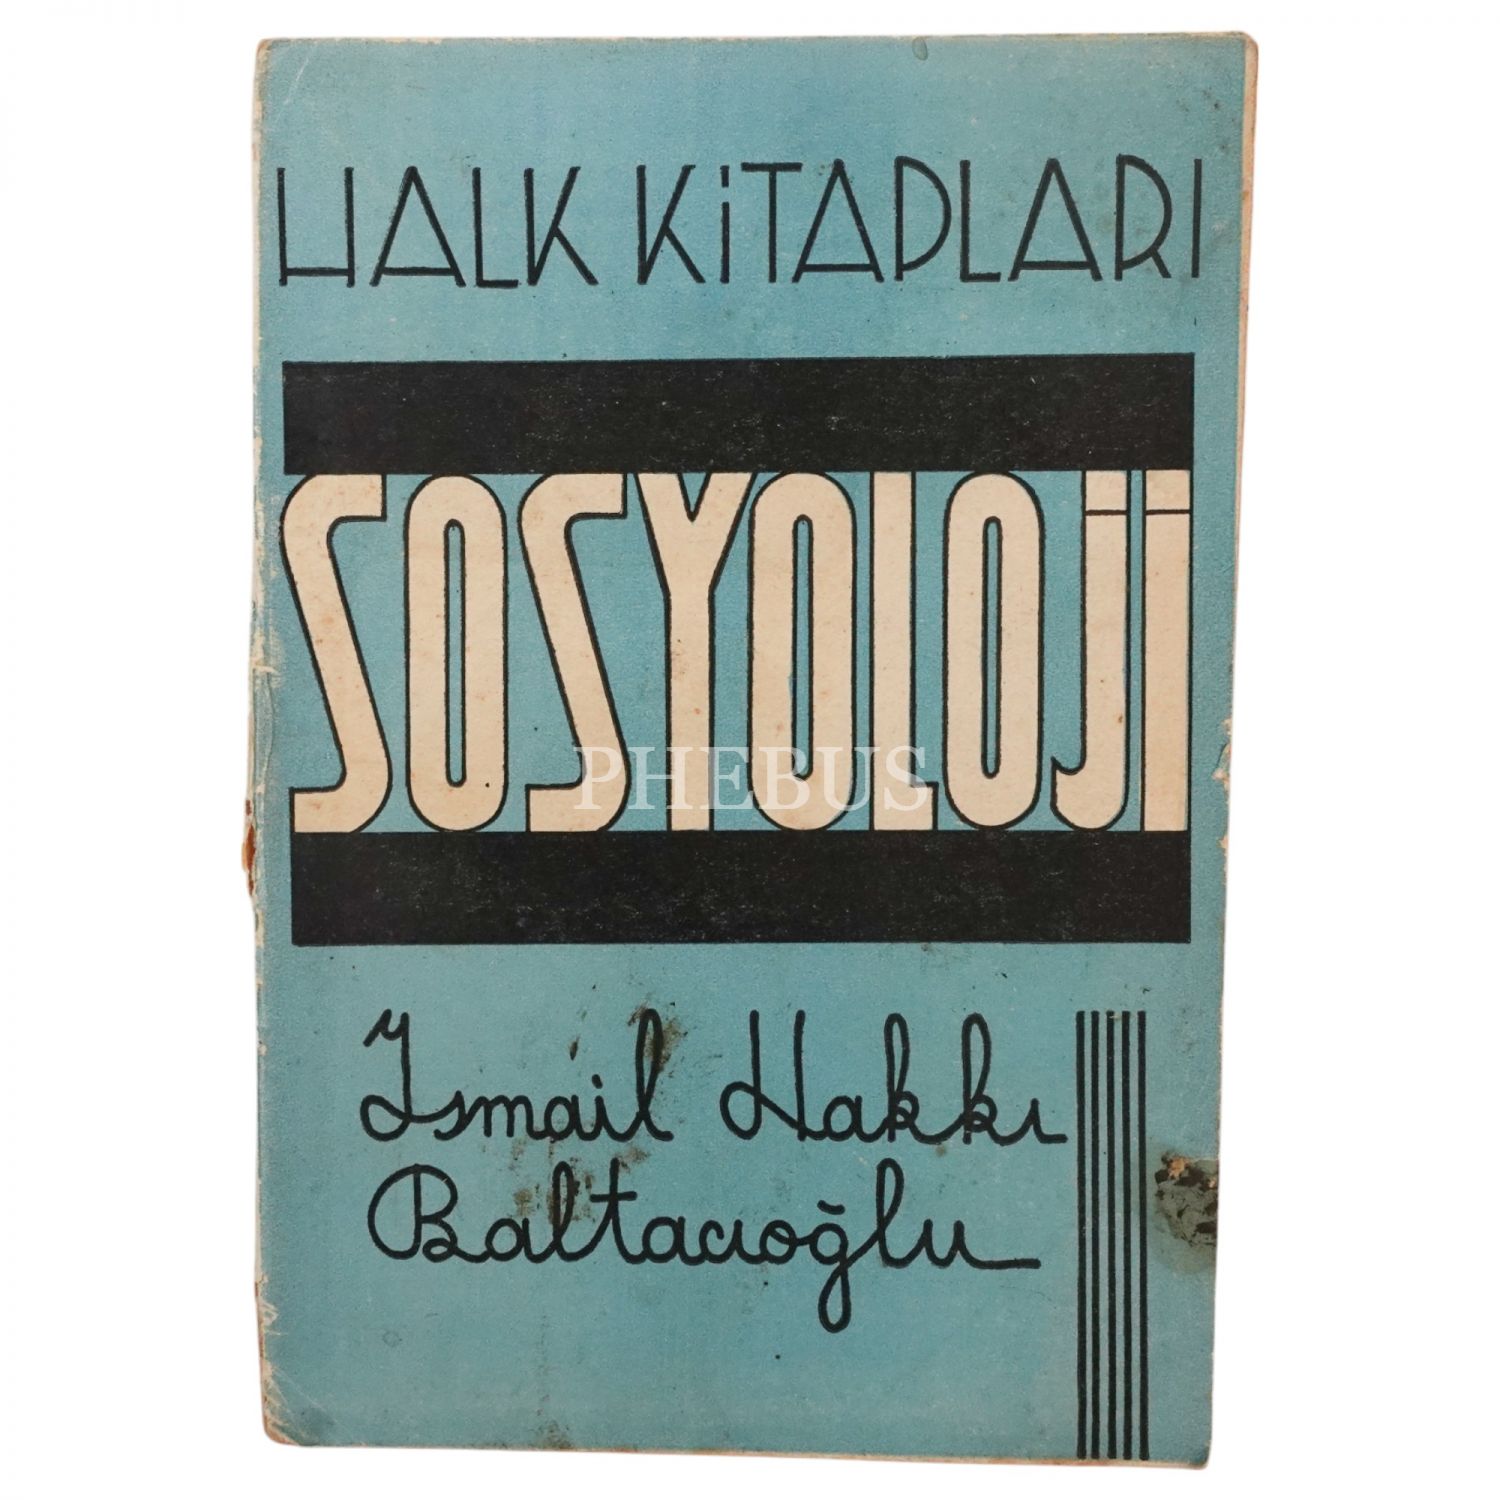 HALK KİTAPLARI
SOSYOLOJİ
PHEBUS
İsmail Hakkı
Baltacıoğlu